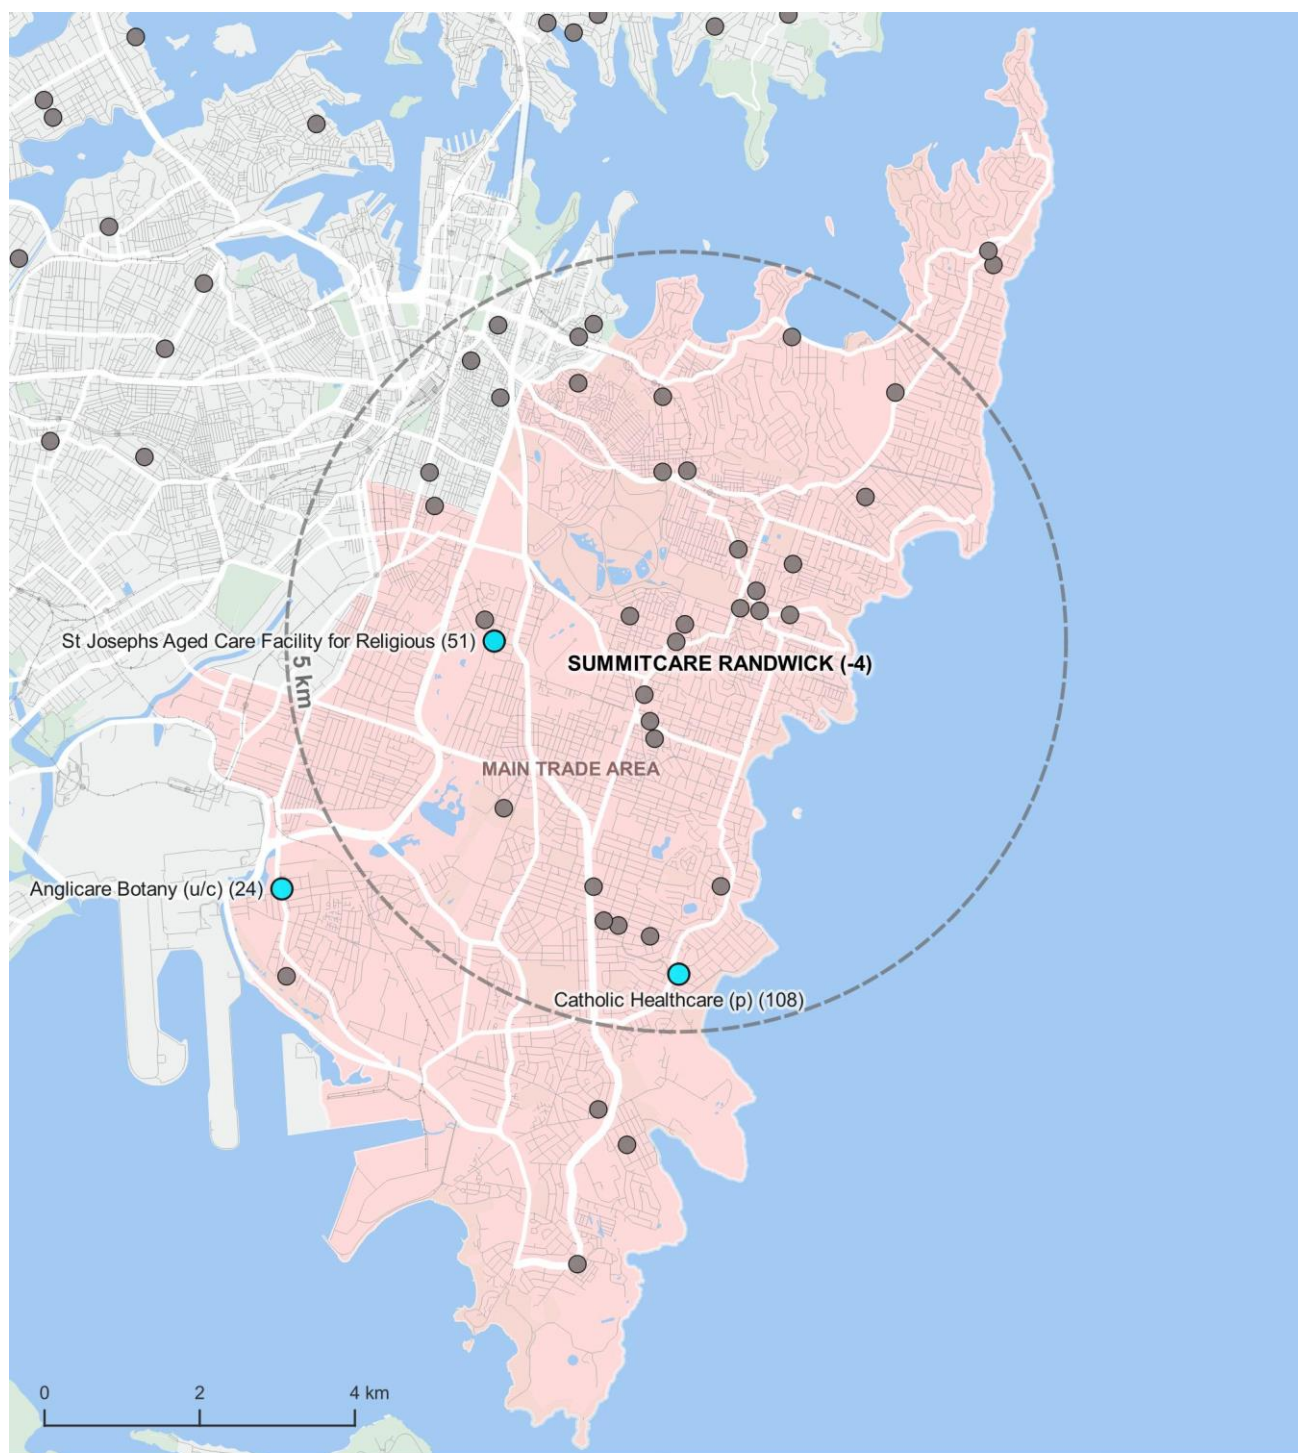 St Josephs Aged Care Facility for Religious (51)
SUMMITCARE RANDWICK (-4)
5 km
MAIN TRADE AREA
Anglicare Botany (u/c) (24)
Catholic Healthcare (p) (108)
0 2 4 km